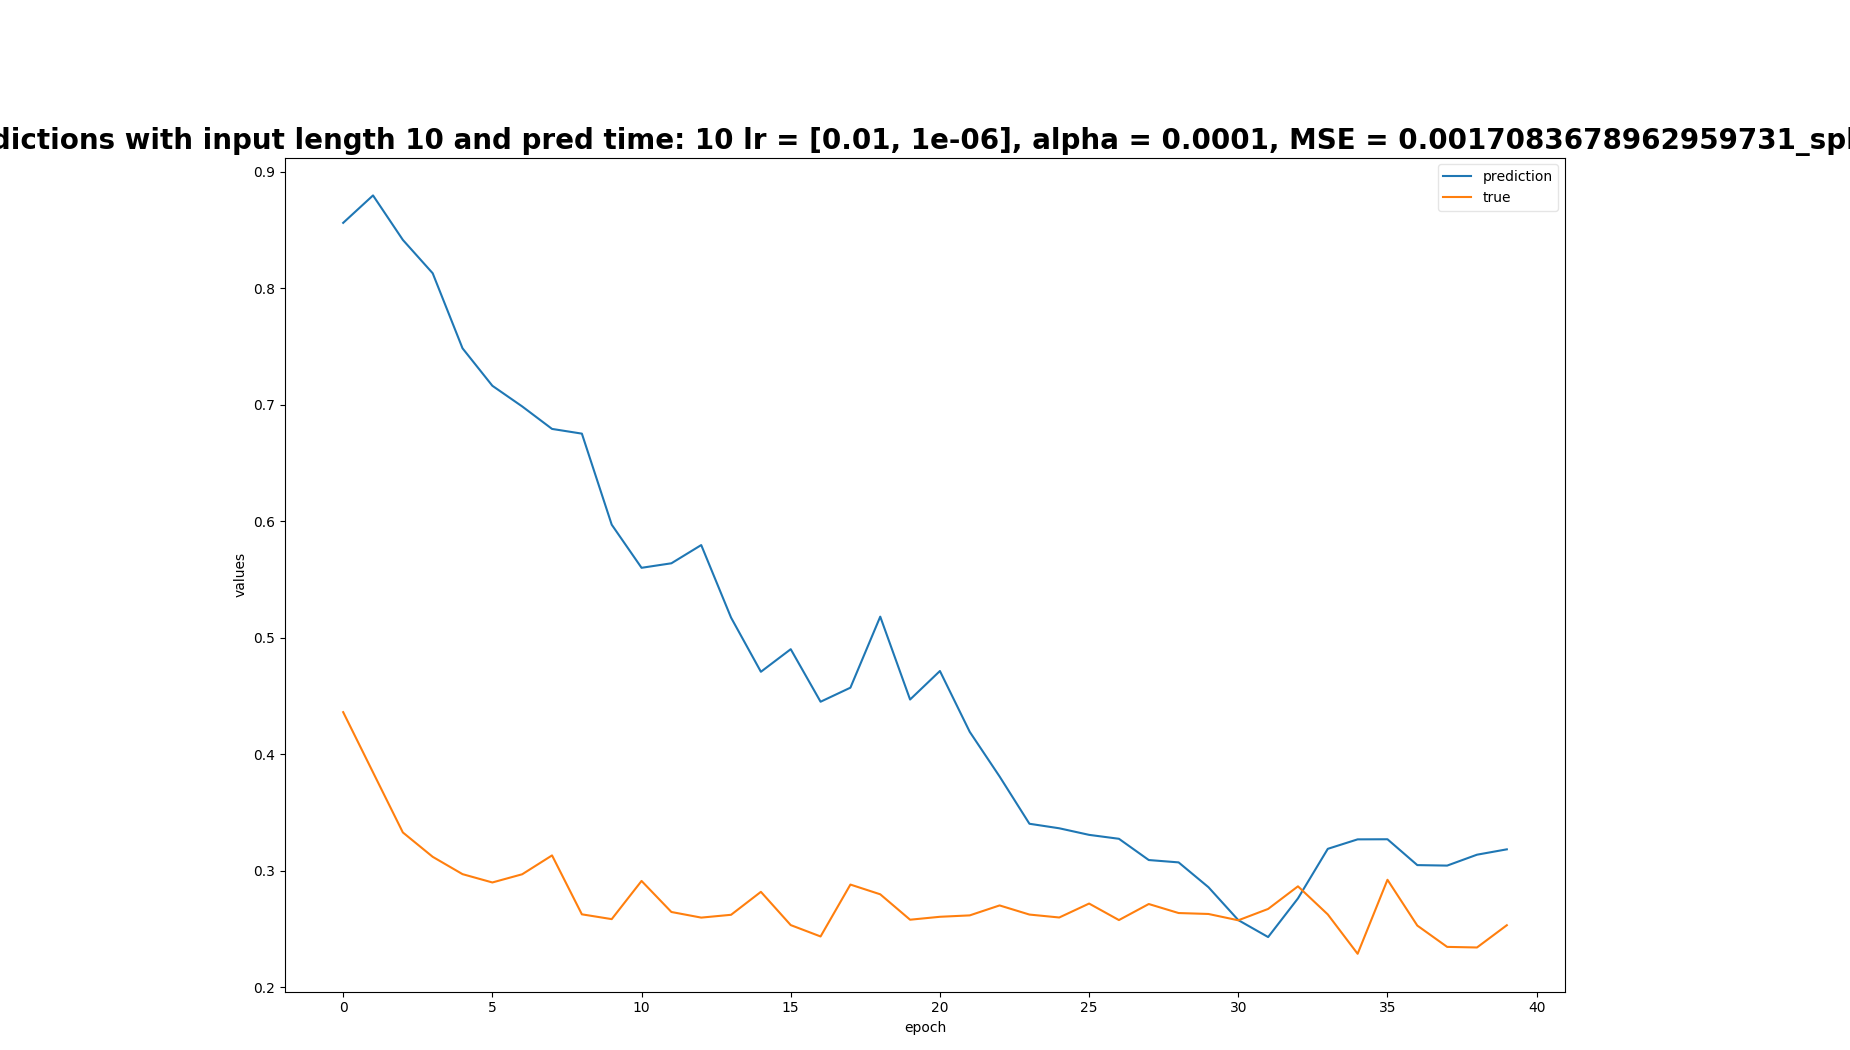 dictions with input length 10 and pred time: 10 lr = [0.01, 1e-06], alpha = 0.0001, MSE = 0.0017083678962959731_spl
prediction
true
0.9
0.8
0.7
0.6
0.5
0.4
0.3
0.2
values
0 5 10 15 20 25 30 35 40
epoch